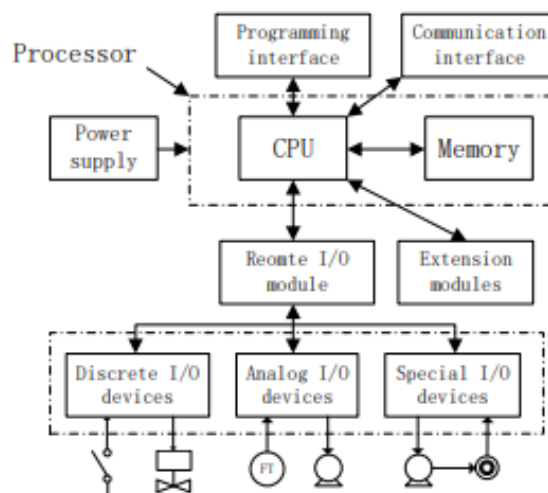 Programming
interface
Communication
interface
Processor
Power
supply
CPU
Memory
Reomte I/O
module
Extension
modules
Discrete I/O
devices
Analog I/O
devices
Special I/O
devices
FT